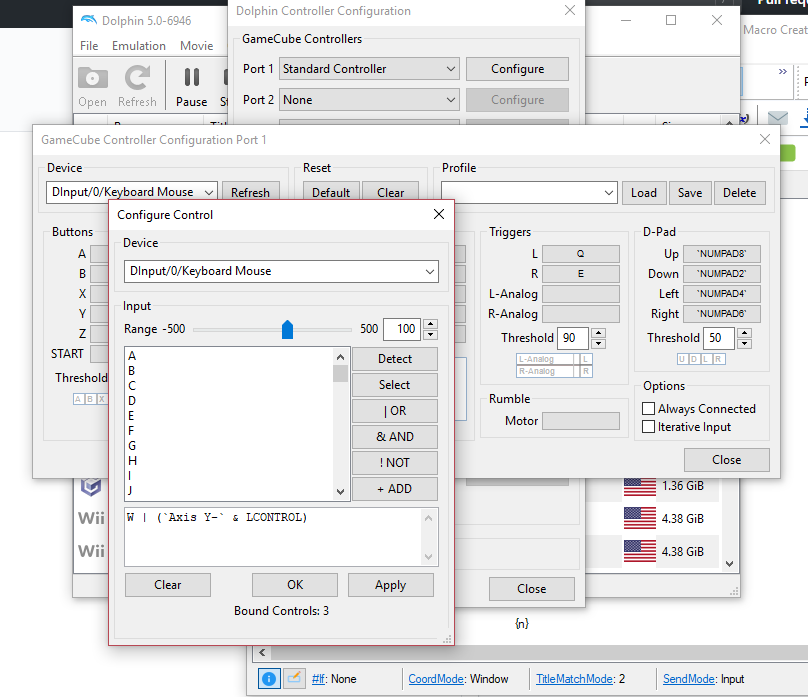 Dolphin 5.0-6946
File Emulation Movie
Open Refresh Pause
Dolphin Controller Configuration
GameCube Controllers
Port 1 Standard Controller Configure
Port 2 None Configure
Macro Creat
GameCube Controller Configuration Port 1
Device
DInput/0/Keyboard Mouse Refresh
Reset
Default Clear
Profile
Load Save Delete
Buttons
A
B
X
Y
Z
START
Threshold
A B X
Configure Control
Device
DInput/0/Keyboard Mouse
Input
Range -500 500 100
A
B
C
D
E
F
G
H
I
J
Detect
Select
| OR
& AND
! NOT
+ ADD
W | (`Axis Y-` & LCONTROL)
Clear OK Apply
Bound Controls: 3
Triggers
L Q
R E
L-Analog
R-Analog
Threshold 90
L-Analog L
R-Analog R
Rumble
Motor
D-Pad
Up `NUMPAD8`
Down `NUMPAD2`
Left `NUMPAD4`
Right `NUMPAD6`
Threshold 50
U D L R
Options
Always Connected
Iterative Input
Close
1.36 GiB
Wii 4.38 GiB
Wii 4.38 GiB
Close
{n}
#If: None CoordMode: Window TitleMatchMode: 2 SendMode: Input